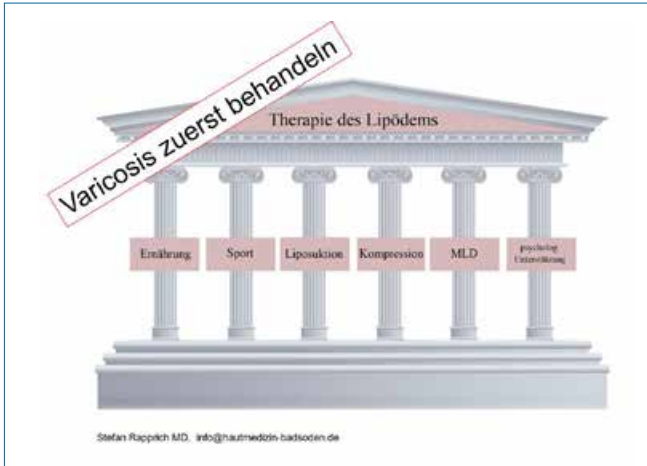 Varicosis zuerst behandeln
Therapie des Lipödems
Ernährung
Sport
Liposuktion
Kompression
MLD
psycholog
Unterstützung
Stefan Rapprich MD, info@hautmedizin-badsoden.de